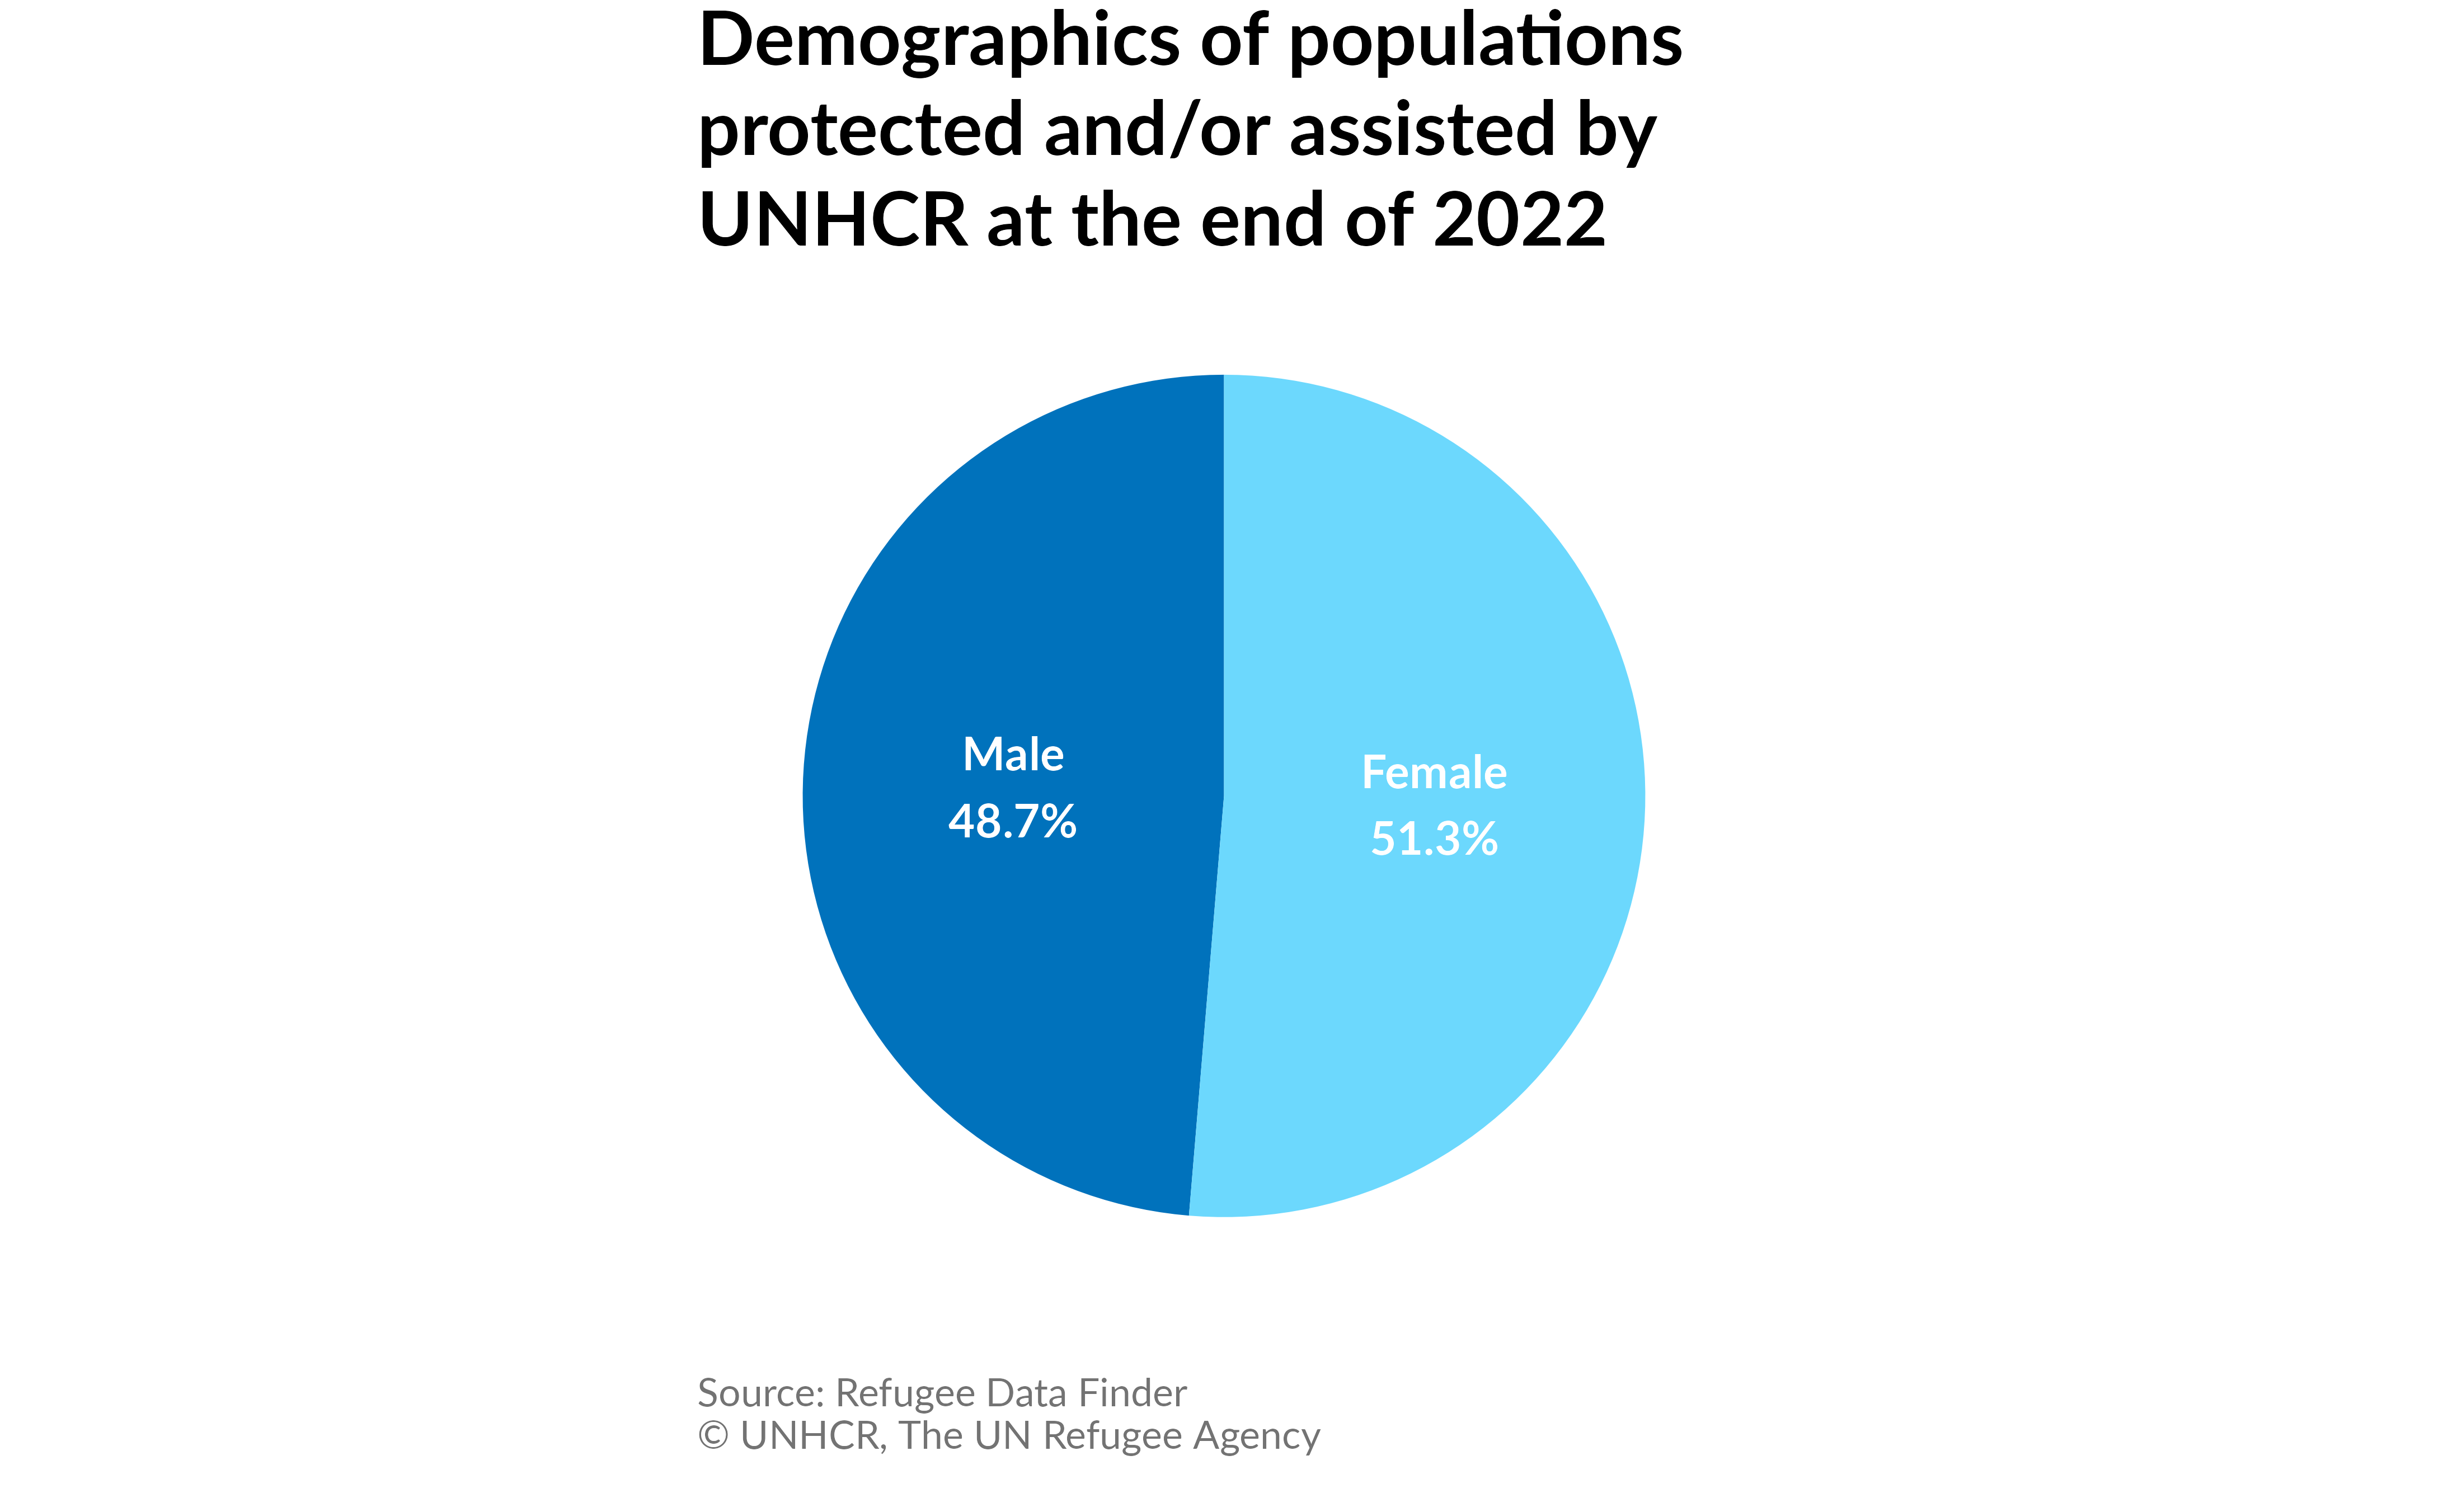 Demographics of populations
protected and/or assisted by
UNHCR at the end of 2022
Male
48.7%
Female
51.3%
Source: Refugee Data Finder
© UNHCR, The UN Refugee Agency